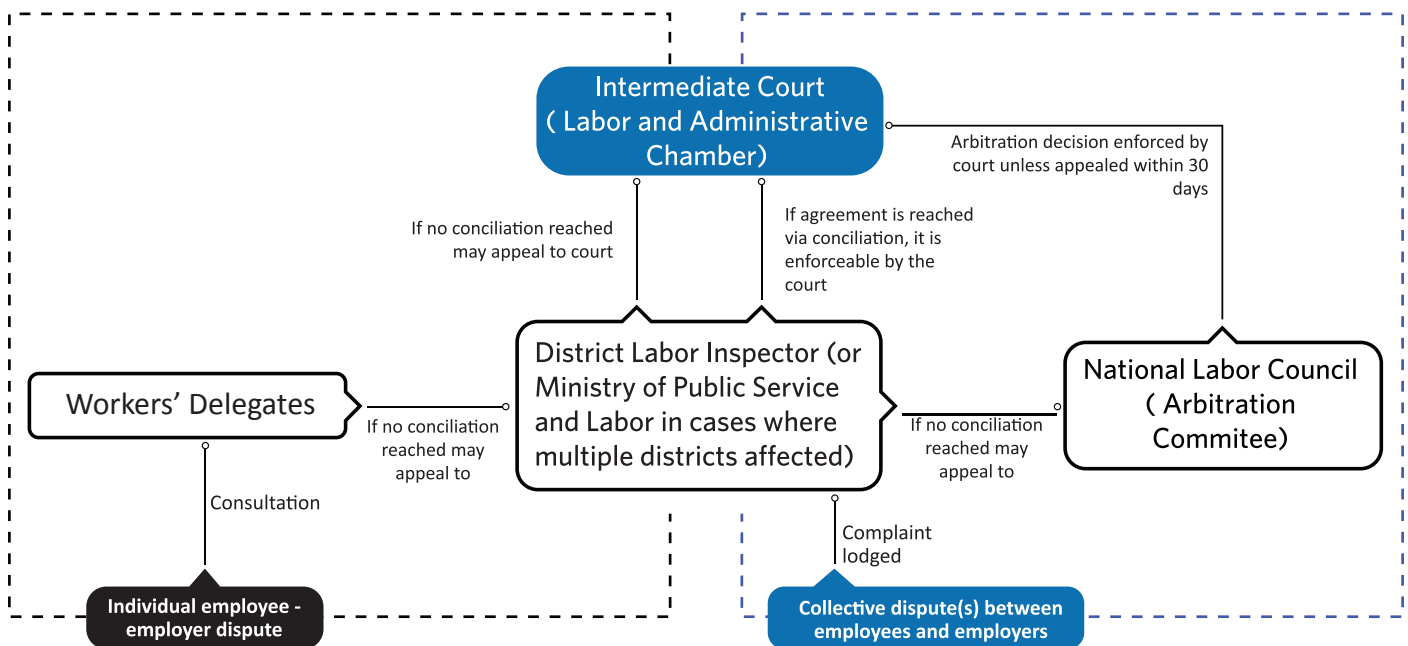 Intermediate Court
( Labor and Administrative
Chamber)
Arbitration decision enforced by
court unless appealed within 30
days
If no conciliation reached
may appeal to court
If agreement is reached
via conciliation, it is
enforceable by the
court
Workers’ Delegates
If no conciliation
reached may
appeal to
District Labor Inspector (or
Ministry of Public Service
and Labor in cases where
multiple districts affected)
If no conciliation
reached may
appeal to
National Labor Council
( Arbitration
Commitee)
Consultation
Complaint
lodged
Individual employee -
employer dispute
Collective dispute(s) between
employees and employers